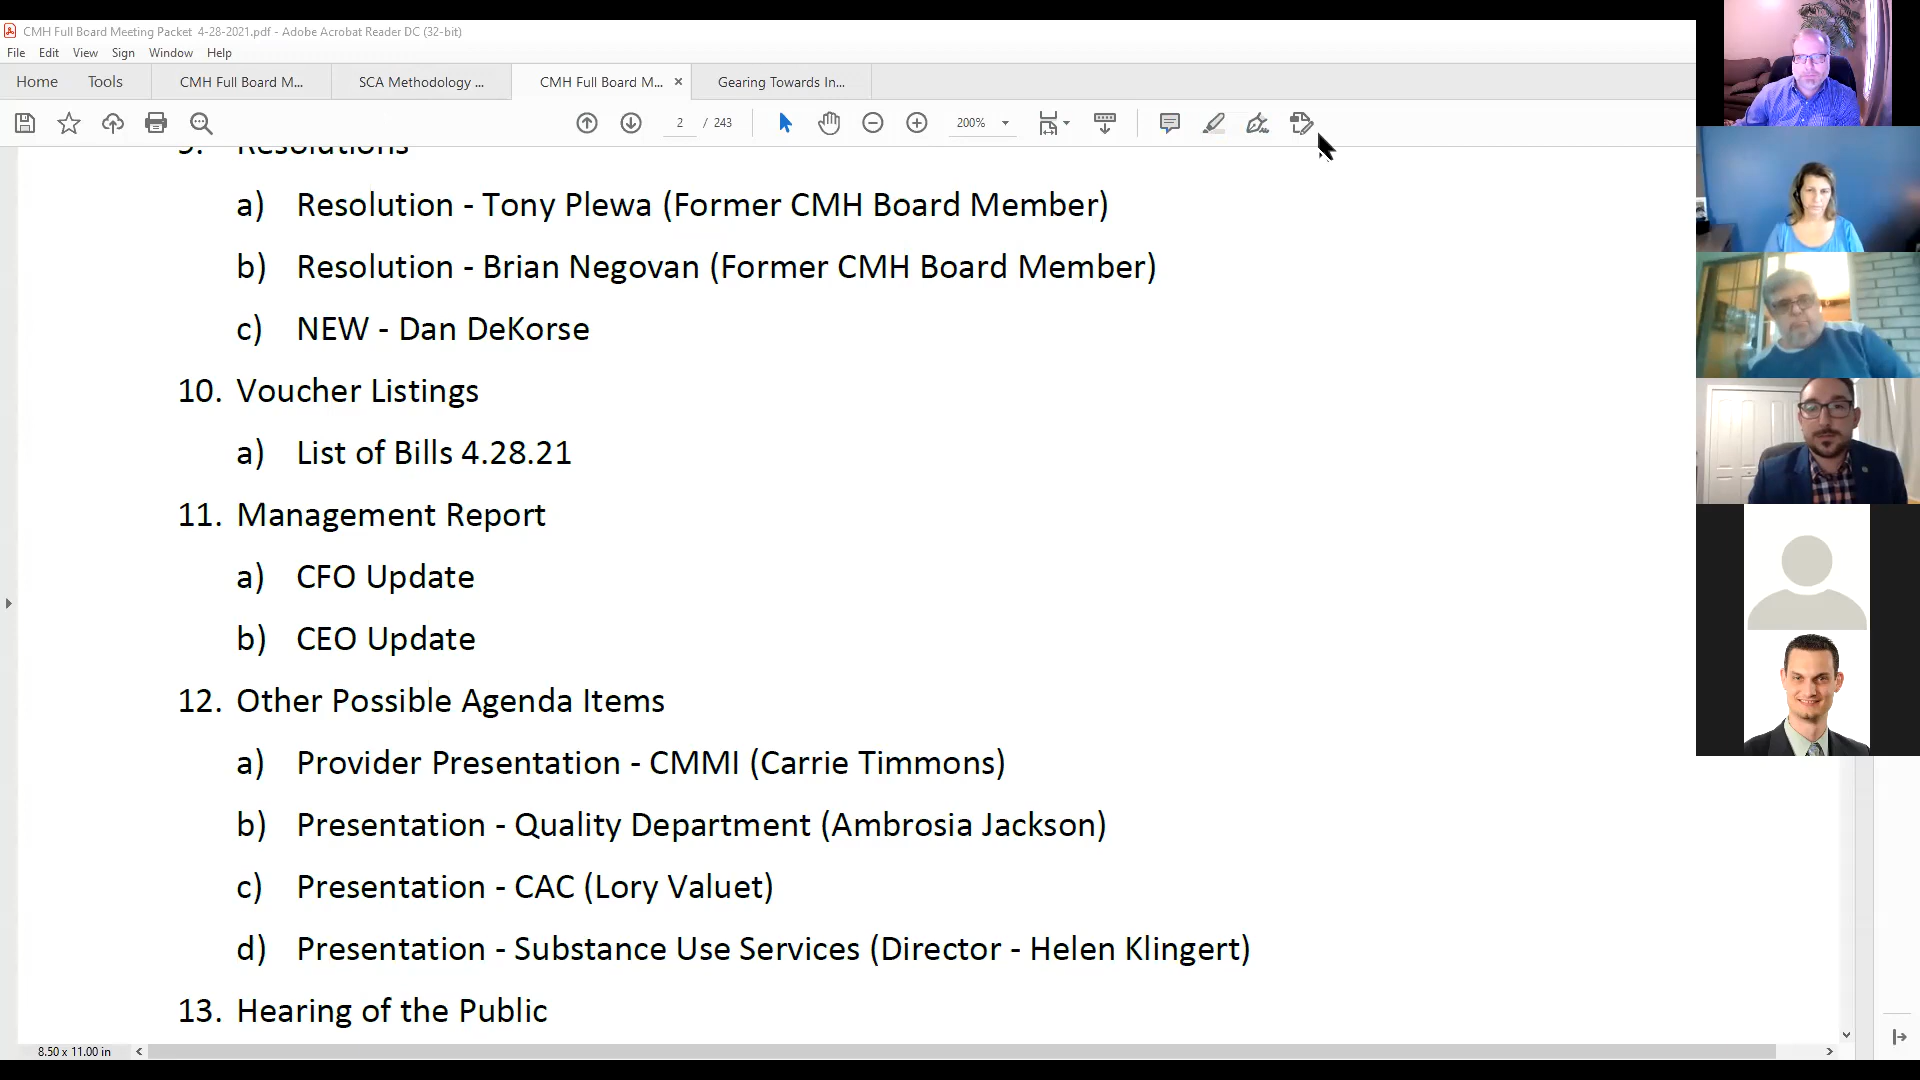 CMH Full Board Meeting Packet 4-28-2021.pdf - Adobe Acrobat Reader DC (32-bit)
File Edit View Sign Window Help
Home Tools CMH Full Board M... SCA Methodology ... CMH Full Board M... × Gearing Towards In...
2 / 243 200%
9. Resolutions
a) Resolution - Tony Plewa (Former CMH Board Member)
b) Resolution - Brian Negovan (Former CMH Board Member)
c) NEW - Dan DeKorse
10. Voucher Listings
a) List of Bills 4.28.21
11. Management Report
a) CFO Update
b) CEO Update
12. Other Possible Agenda Items
a) Provider Presentation - CMMI (Carrie Timmons)
b) Presentation - Quality Department (Ambrosia Jackson)
c) Presentation - CAC (Lory Valuet)
d) Presentation - Substance Use Services (Director - Helen Klingert)
13. Hearing of the Public
8.50 x 11.00 in